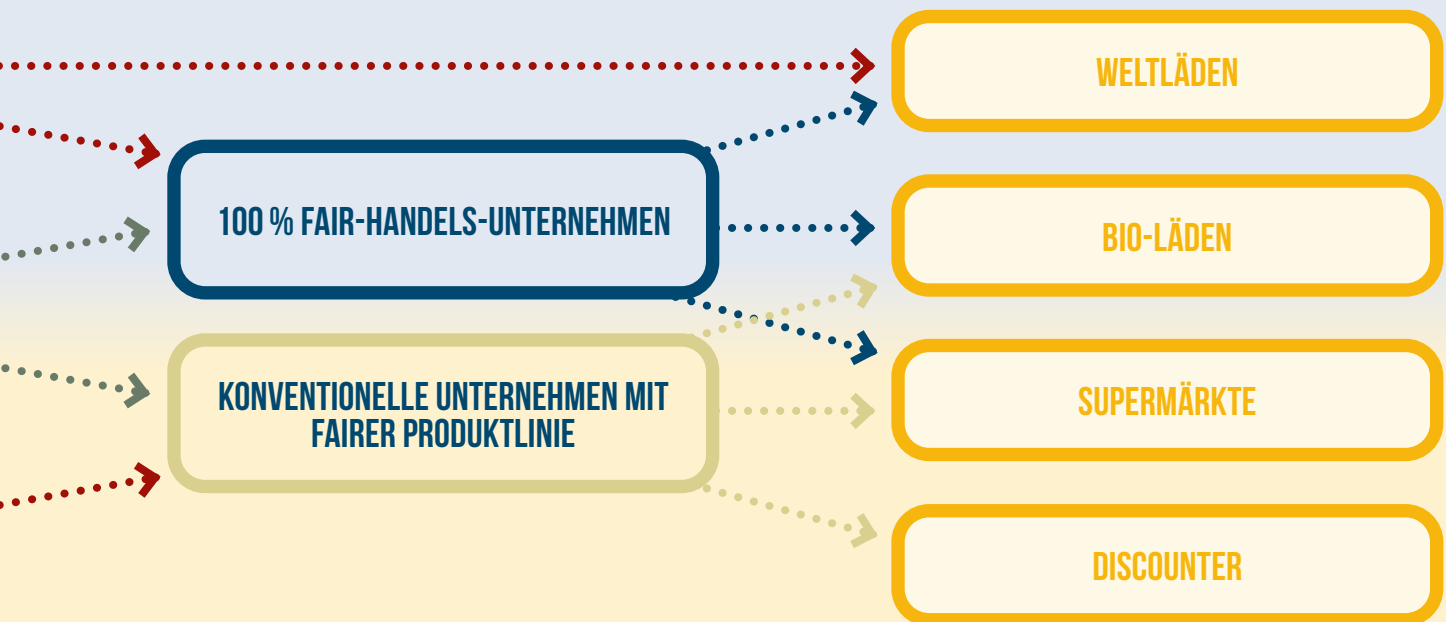 WELTLÄDEN
100 % FAIR-HANDELS-UNTERNEHMEN
BIO-LÄDEN
KONVENTIONELLE UNTERNEHMEN MIT
FAIRER PRODUKTLINIE
SUPERMÄRKTE
DISCOUNTER